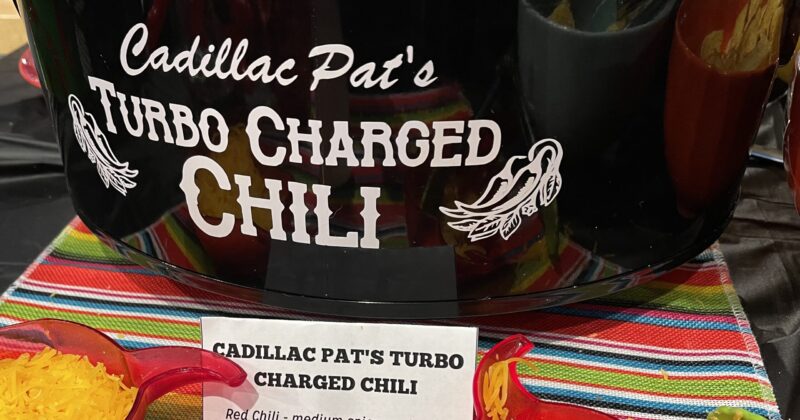 Cadillac Pat's
TURBO CHARGED
CHILI
CADILLAC PAT'S TURBO
CHARGED CHILI
Red Chili - medium